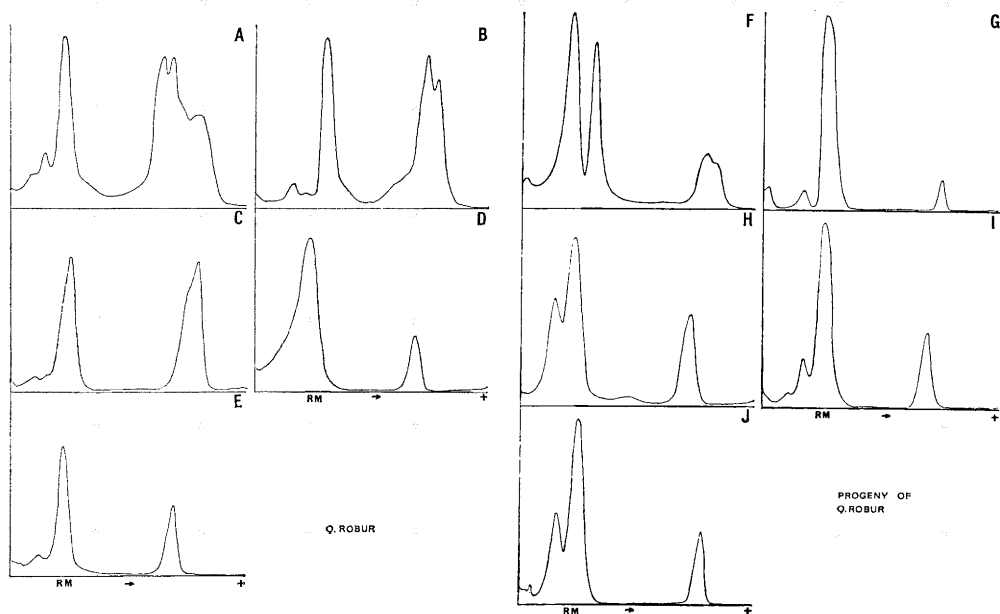 A
B
C
D
RM → +
E
RM → +
Q. ROBUR
F
G
H
I
RM → +
J
RM → +
PROGENY OF
Q.ROBUR